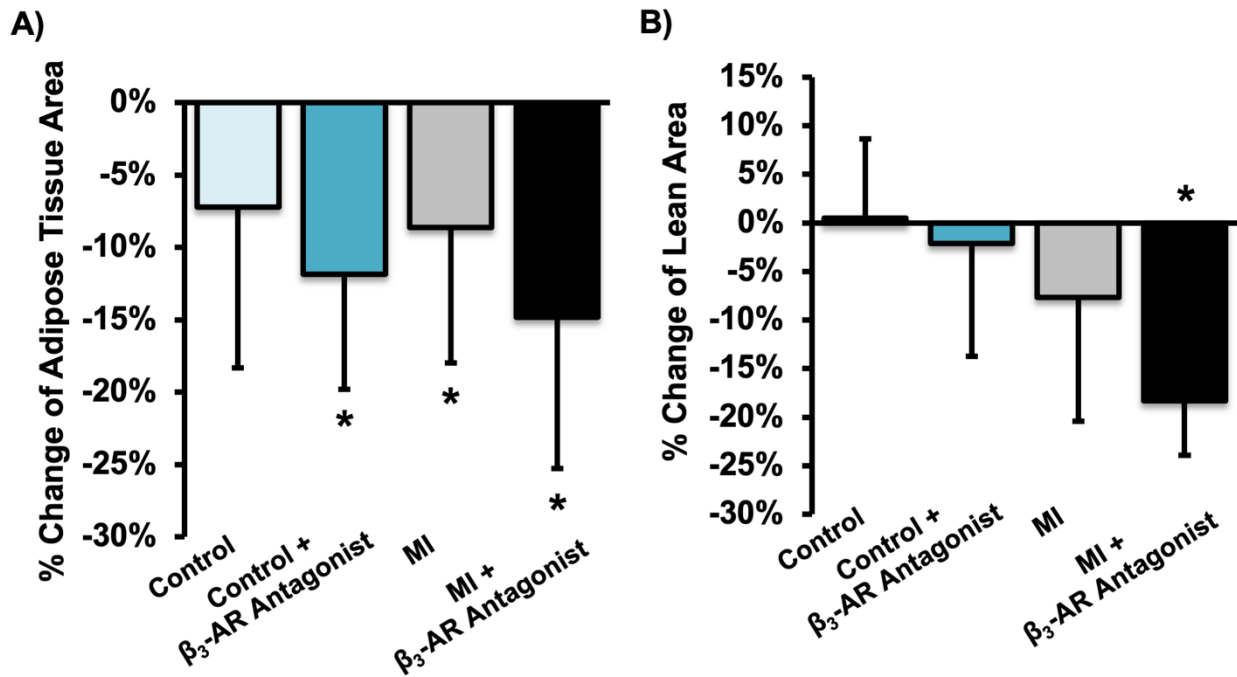 A)
% Change of Adipose Tissue Area
0%
-5%
-10%
-15%
-20%
-25%
-30%
*
*
*
Control
Control +
β₃-AR Antagonist
MI
MI +
β₃-AR Antagonist
B)
% Change of Lean Area
15%
10%
5%
0%
-5%
-10%
-15%
-20%
-25%
-30%
*
Control
Control +
β₃-AR Antagonist
MI
MI +
β₃-AR Antagonist